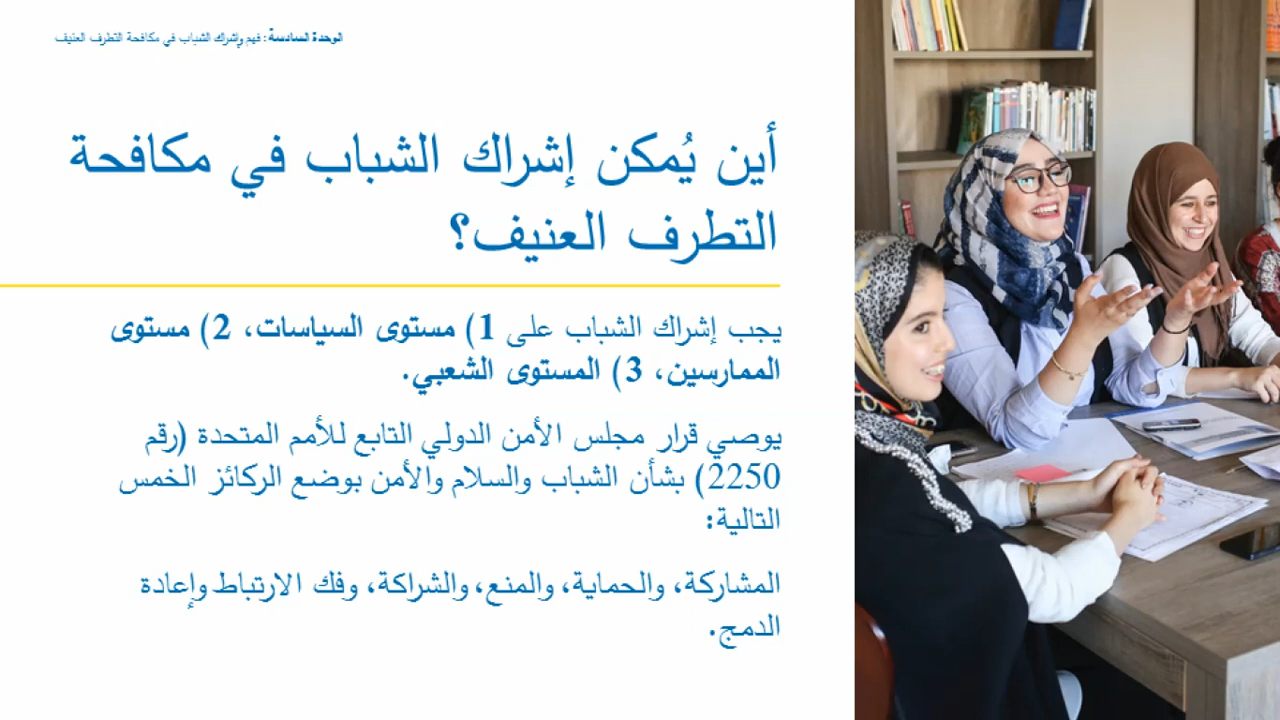 الوحدة السادسة: فهم وإشراك الشباب في مكافحة التطرف العنيف
أين يُمكن إشراك الشباب في مكافحة
التطرف العنيف؟
يجب إشراك الشباب على 1) مستوى السياسات، 2) مستوى
الممارسين، 3) المستوى الشعبي.
يوصي قرار مجلس الأمن الدولي التابع للأمم المتحدة (رقم
2250) بشأن الشباب والسلام والأمن بوضع الركائز الخمس
التالية:
المشاركة، والحماية، والمنع، والشراكة، وفك الارتباط وإعادة
الدمج.